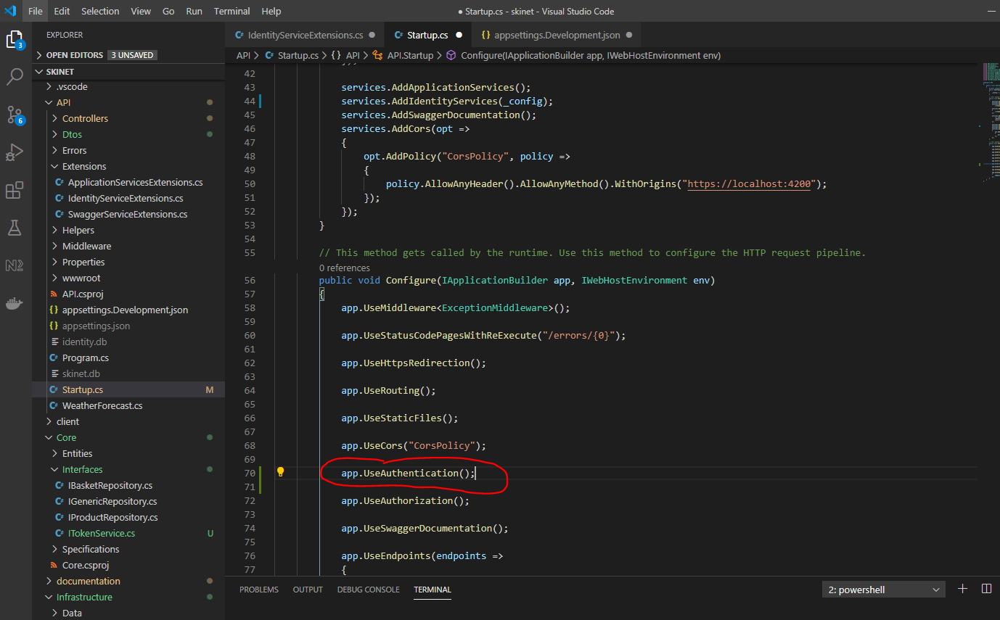 File Edit Selection View Go Run Terminal Help ● Startup.cs - skinet - Visual Studio Code
EXPLORER
OPEN EDITORS 3 UNSAVED
SKINET
.vscode
API
Controllers
Dtos
Errors
Extensions
ApplicationServicesExtensions.cs
IdentityServiceExtensions.cs
SwaggerServiceExtensions.cs
Helpers
Middleware
Properties
wwwroot
API.csproj
appsettings.Development.json
appsettings.json
identity.db
Program.cs
skinet.db
Startup.cs M
WeatherForecast.cs
client
Core
Entities
Interfaces
IBasketRepository.cs
IGenericRepository.cs
IProductRepository.cs
ITokenService.cs U
Specifications
Core.csproj
documentation
Infrastructure
Data
3
6
IdentityServiceExtensions.cs ● Startup.cs ● {} appsettings.Development.json ●
API > Startup.cs > {} API > API.Startup > Configure(IApplicationBuilder app, IWebHostEnvironment env)
42
43 services.AddApplicationServices();
44 services.AddIdentityServices(_config);
45 services.AddSwaggerDocumentation();
46 services.AddCors(opt =>
47 {
48 opt.AddPolicy("CorsPolicy", policy =>
49 {
50 policy.AllowAnyHeader().AllowAnyMethod().WithOrigins("https://localhost:4200");
51 });
52 });
53 }
54
55 // This method gets called by the runtime. Use this method to configure the HTTP request pipeline.
0 references
56 public void Configure(IApplicationBuilder app, IWebHostEnvironment env)
57 {
58 app.UseMiddleware<ExceptionMiddleware>();
59
60 app.UseStatusCodePagesWithReExecute("/errors/{0}");
61
62 app.UseHttpsRedirection();
63
64 app.UseRouting();
65
66 app.UseStaticFiles();
67
68 app.UseCors("CorsPolicy");
69
70 app.UseAuthentication();
71
72 app.UseAuthorization();
73
74 app.UseSwaggerDocumentation();
75
76 app.UseEndpoints(endpoints =>
77 {
PROBLEMS OUTPUT DEBUG CONSOLE TERMINAL 2: powershell